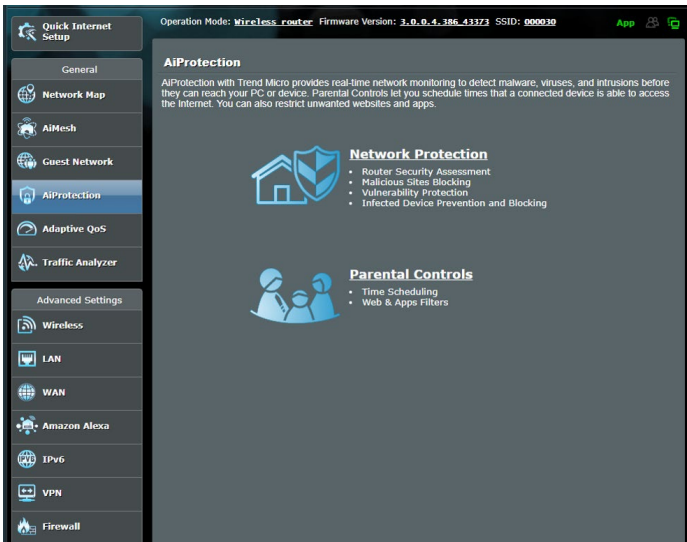 Quick Internet
Setup
Operation Mode: Wireless router Firmware Version: 3.0.0.4.386_43373 SSID: 000030
App
General
Network Map
AiMesh
Guest Network
AiProtection
Adaptive QoS
Traffic Analyzer
Advanced Settings
Wireless
LAN
WAN
Amazon Alexa
IPV6
IPv6
VPN
Firewall
AiProtection
AiProtection with Trend Micro provides real-time network monitoring to detect malware, viruses, and intrusions before
they can reach your PC or device. Parental Controls let you schedule times that a connected device is able to access
the Internet. You can also restrict unwanted websites and apps.
Network Protection
• Router Security Assessment
• Malicious Sites Blocking
• Vulnerability Protection
• Infected Device Prevention and Blocking
Parental Controls
• Time Scheduling
• Web & Apps Filters